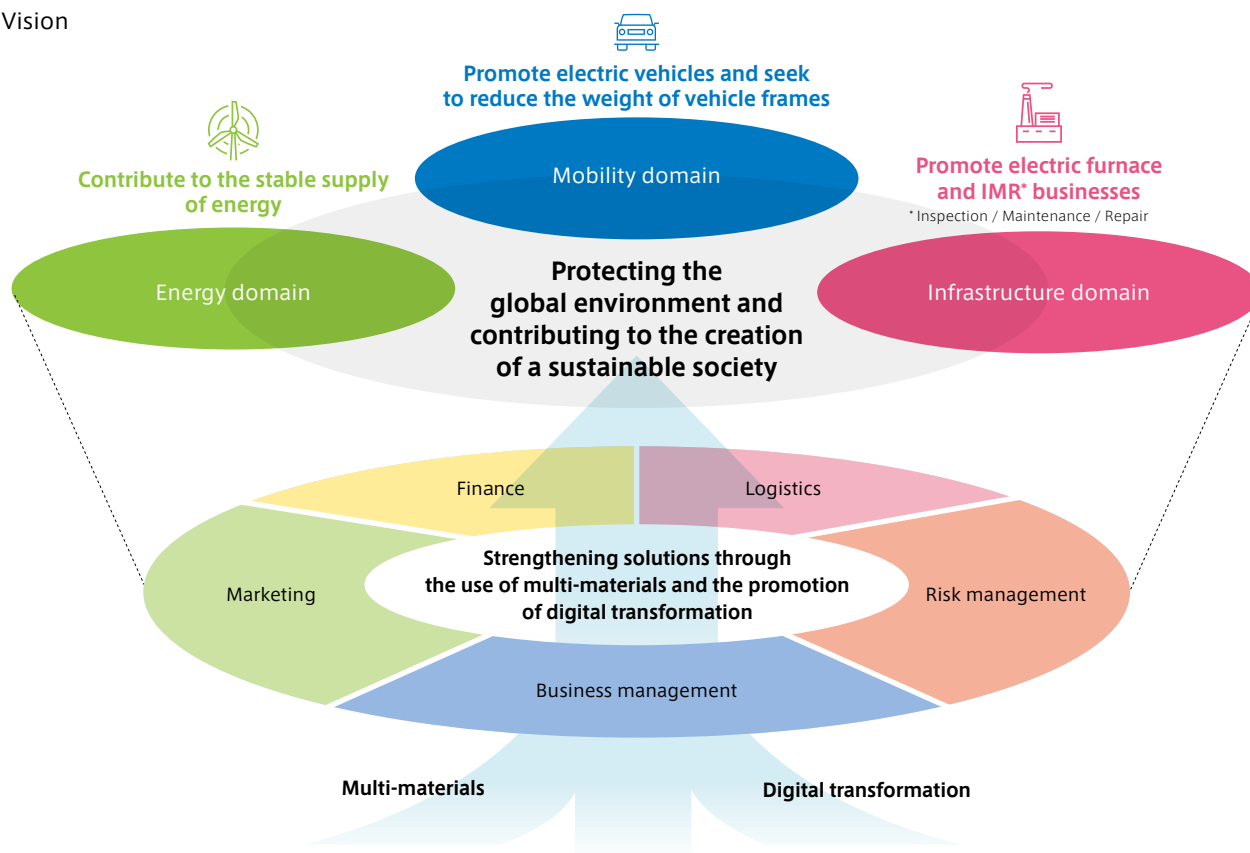 Vision
Promote electric vehicles and seek
to reduce the weight of vehicle frames
Contribute to the stable supply
of energy
Promote electric furnace
and IMR* businesses
* Inspection / Maintenance / Repair
Mobility domain
Energy domain
Infrastructure domain
Protecting the
global environment and
contributing to the creation
of a sustainable society
Finance
Logistics
Marketing
Strengthening solutions through
the use of multi-materials and the promotion
of digital transformation
Risk management
Business management
Multi-materials
Digital transformation